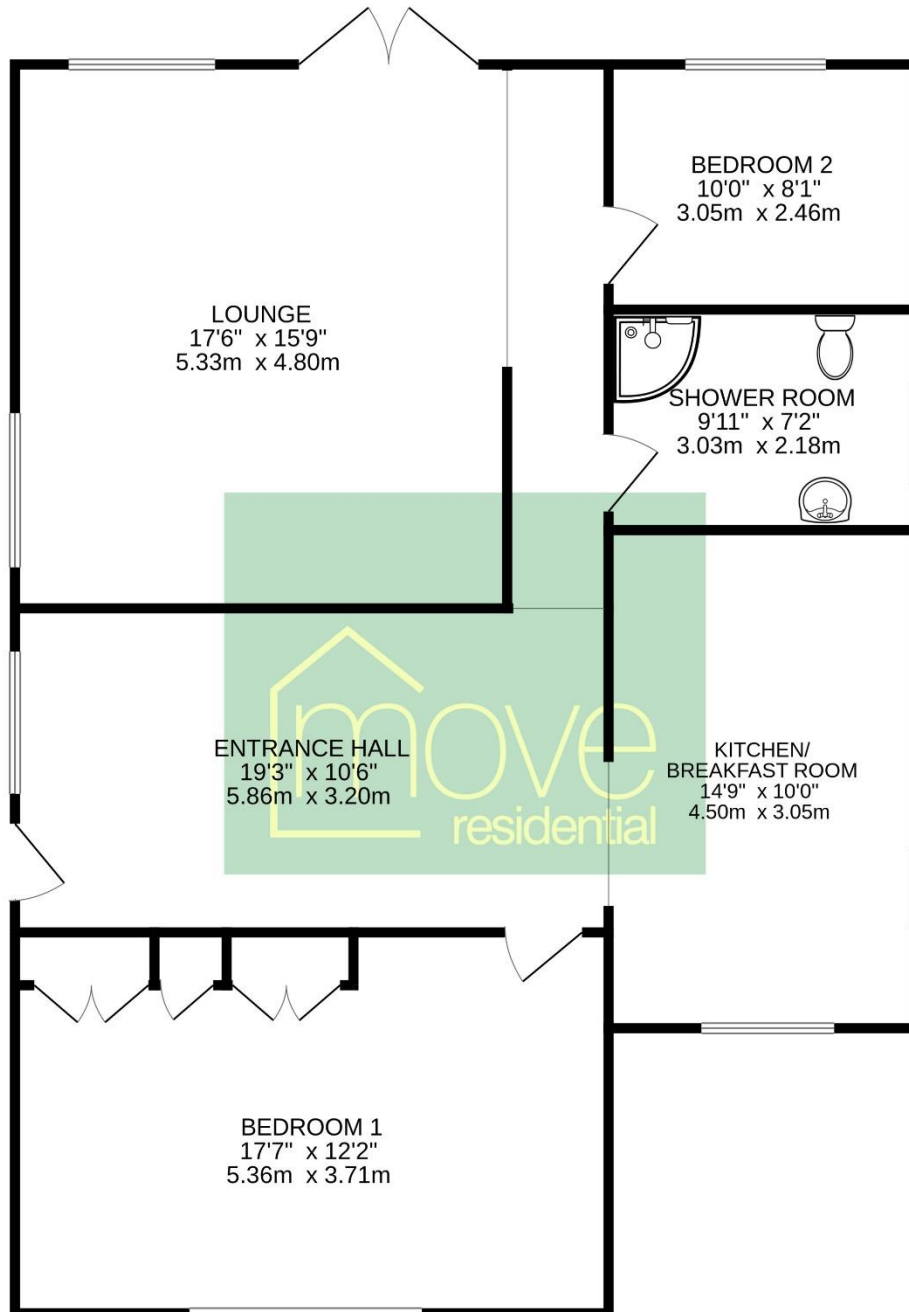 BEDROOM 2
10'0" x 8'1"
3.05m x 2.46m
LOUNGE
17'6" x 15'9"
5.33m x 4.80m
SHOWER ROOM
9'11" x 7'2"
3.03m x 2.18m
ENTRANCE HALL
19'3" x 10'6"
5.86m x 3.20m
move
residential
KITCHEN/
BREAKFAST ROOM
14'9" x 10'0"
4.50m x 3.05m
BEDROOM 1
17'7" x 12'2"
5.36m x 3.71m